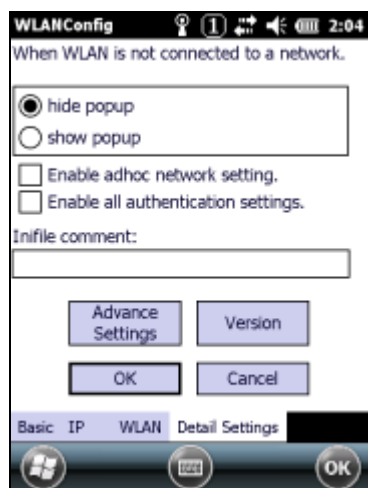 WLANConfig 1 2:04
When WLAN is not connected to a network.
hide popup
show popup
Enable adhoc network setting.
Enable all authentication settings.
Inifile comment:
Advance
Settings
Version
OK
Cancel
Basic IP WLAN Detail Settings
OK